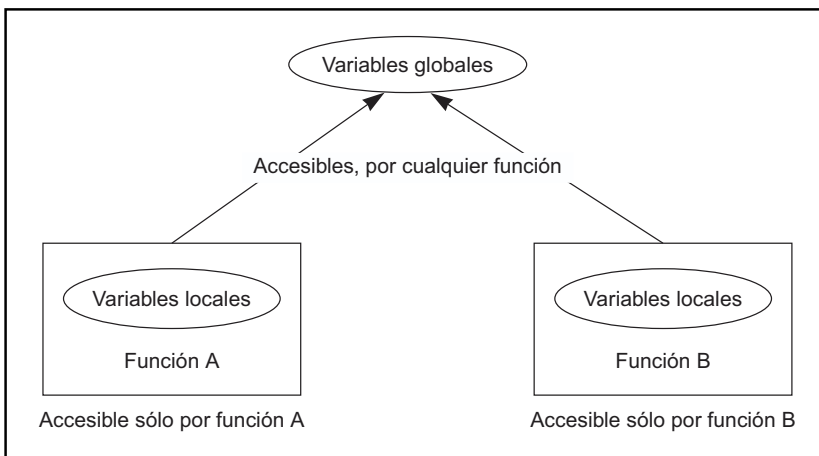 Variables globales
Accesibles, por cualquier función
Variables locales
Función A
Accesible sólo por función A
Variables locales
Función B
Accesible sólo por función B